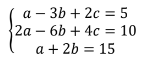 a − 3b + 2c = 5
2a − 6b + 4c = 10
a + 2b = 15